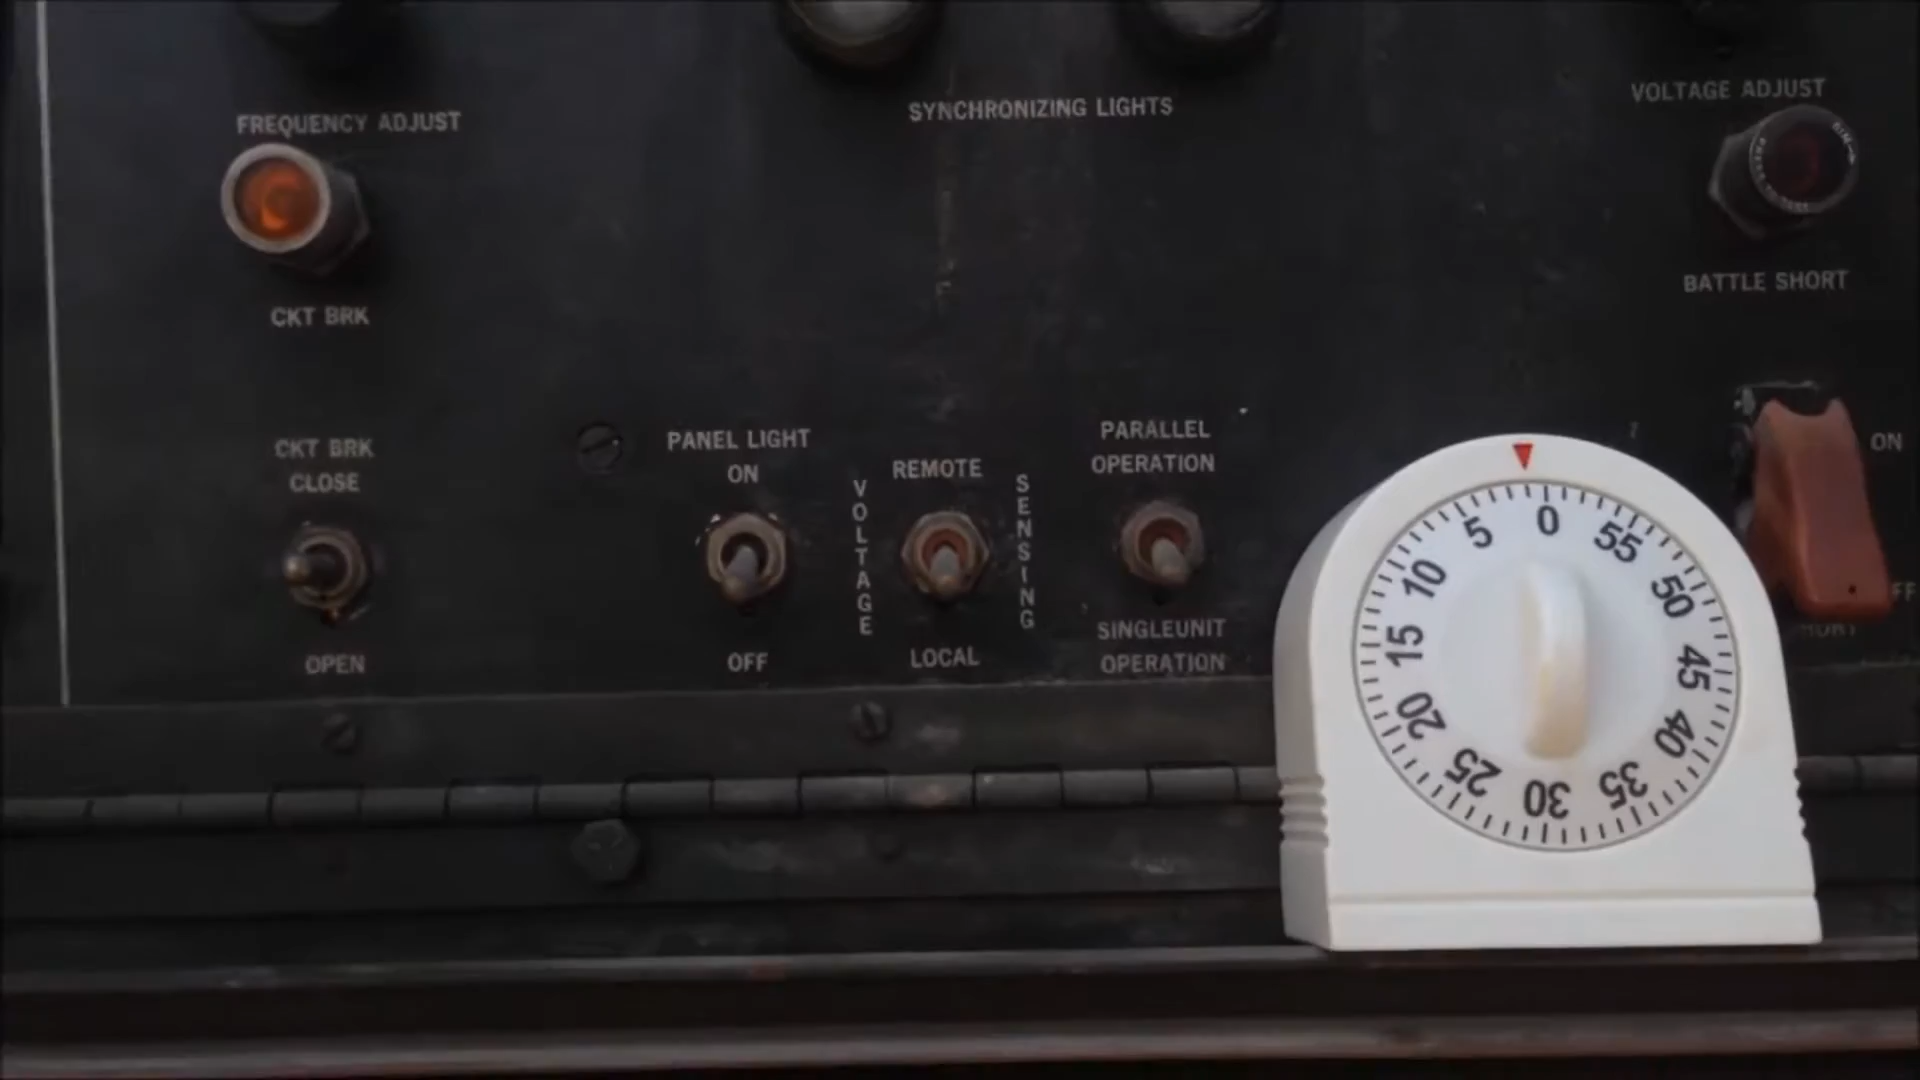 FREQUENCY ADJUST
SYNCHRONIZING LIGHTS
VOLTAGE ADJUST
CKT BRK
BATTLE SHORT
CKT BRK
CLOSE
OPEN
PANEL LIGHT
ON
OFF
VOLTAGE
REMOTE
LOCAL
SENSING
PARALLEL
OPERATION
SINGLEUNIT
OPERATION
ON
0
55
50
45
40
35
30
25
20
15
10
5